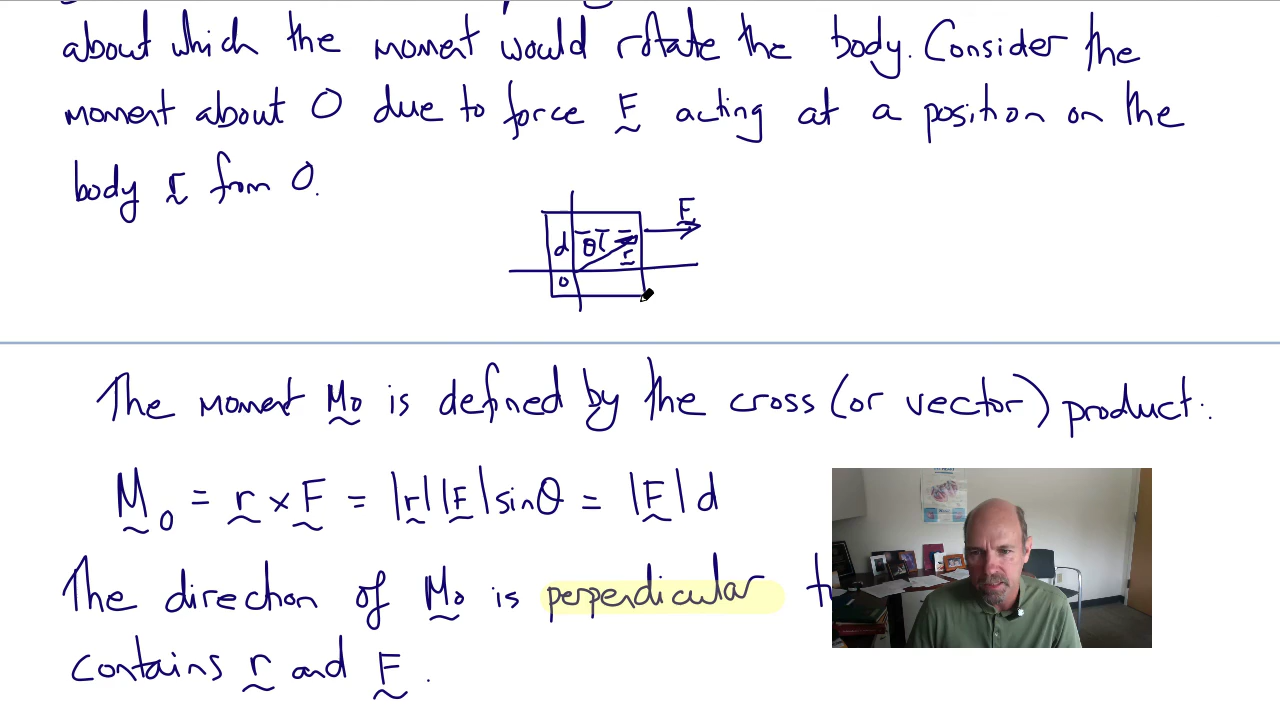 about which the moment would rotate the body. Consider the
moment about O due to force F acting at a position on the
body r from O.
F
d θ r
O
The moment Mo is defined by the cross (or vector) product:
Mo = r × F = |r| |F| sinθ = |F| d
The direction of Mo is perpendicular
contains r and F.